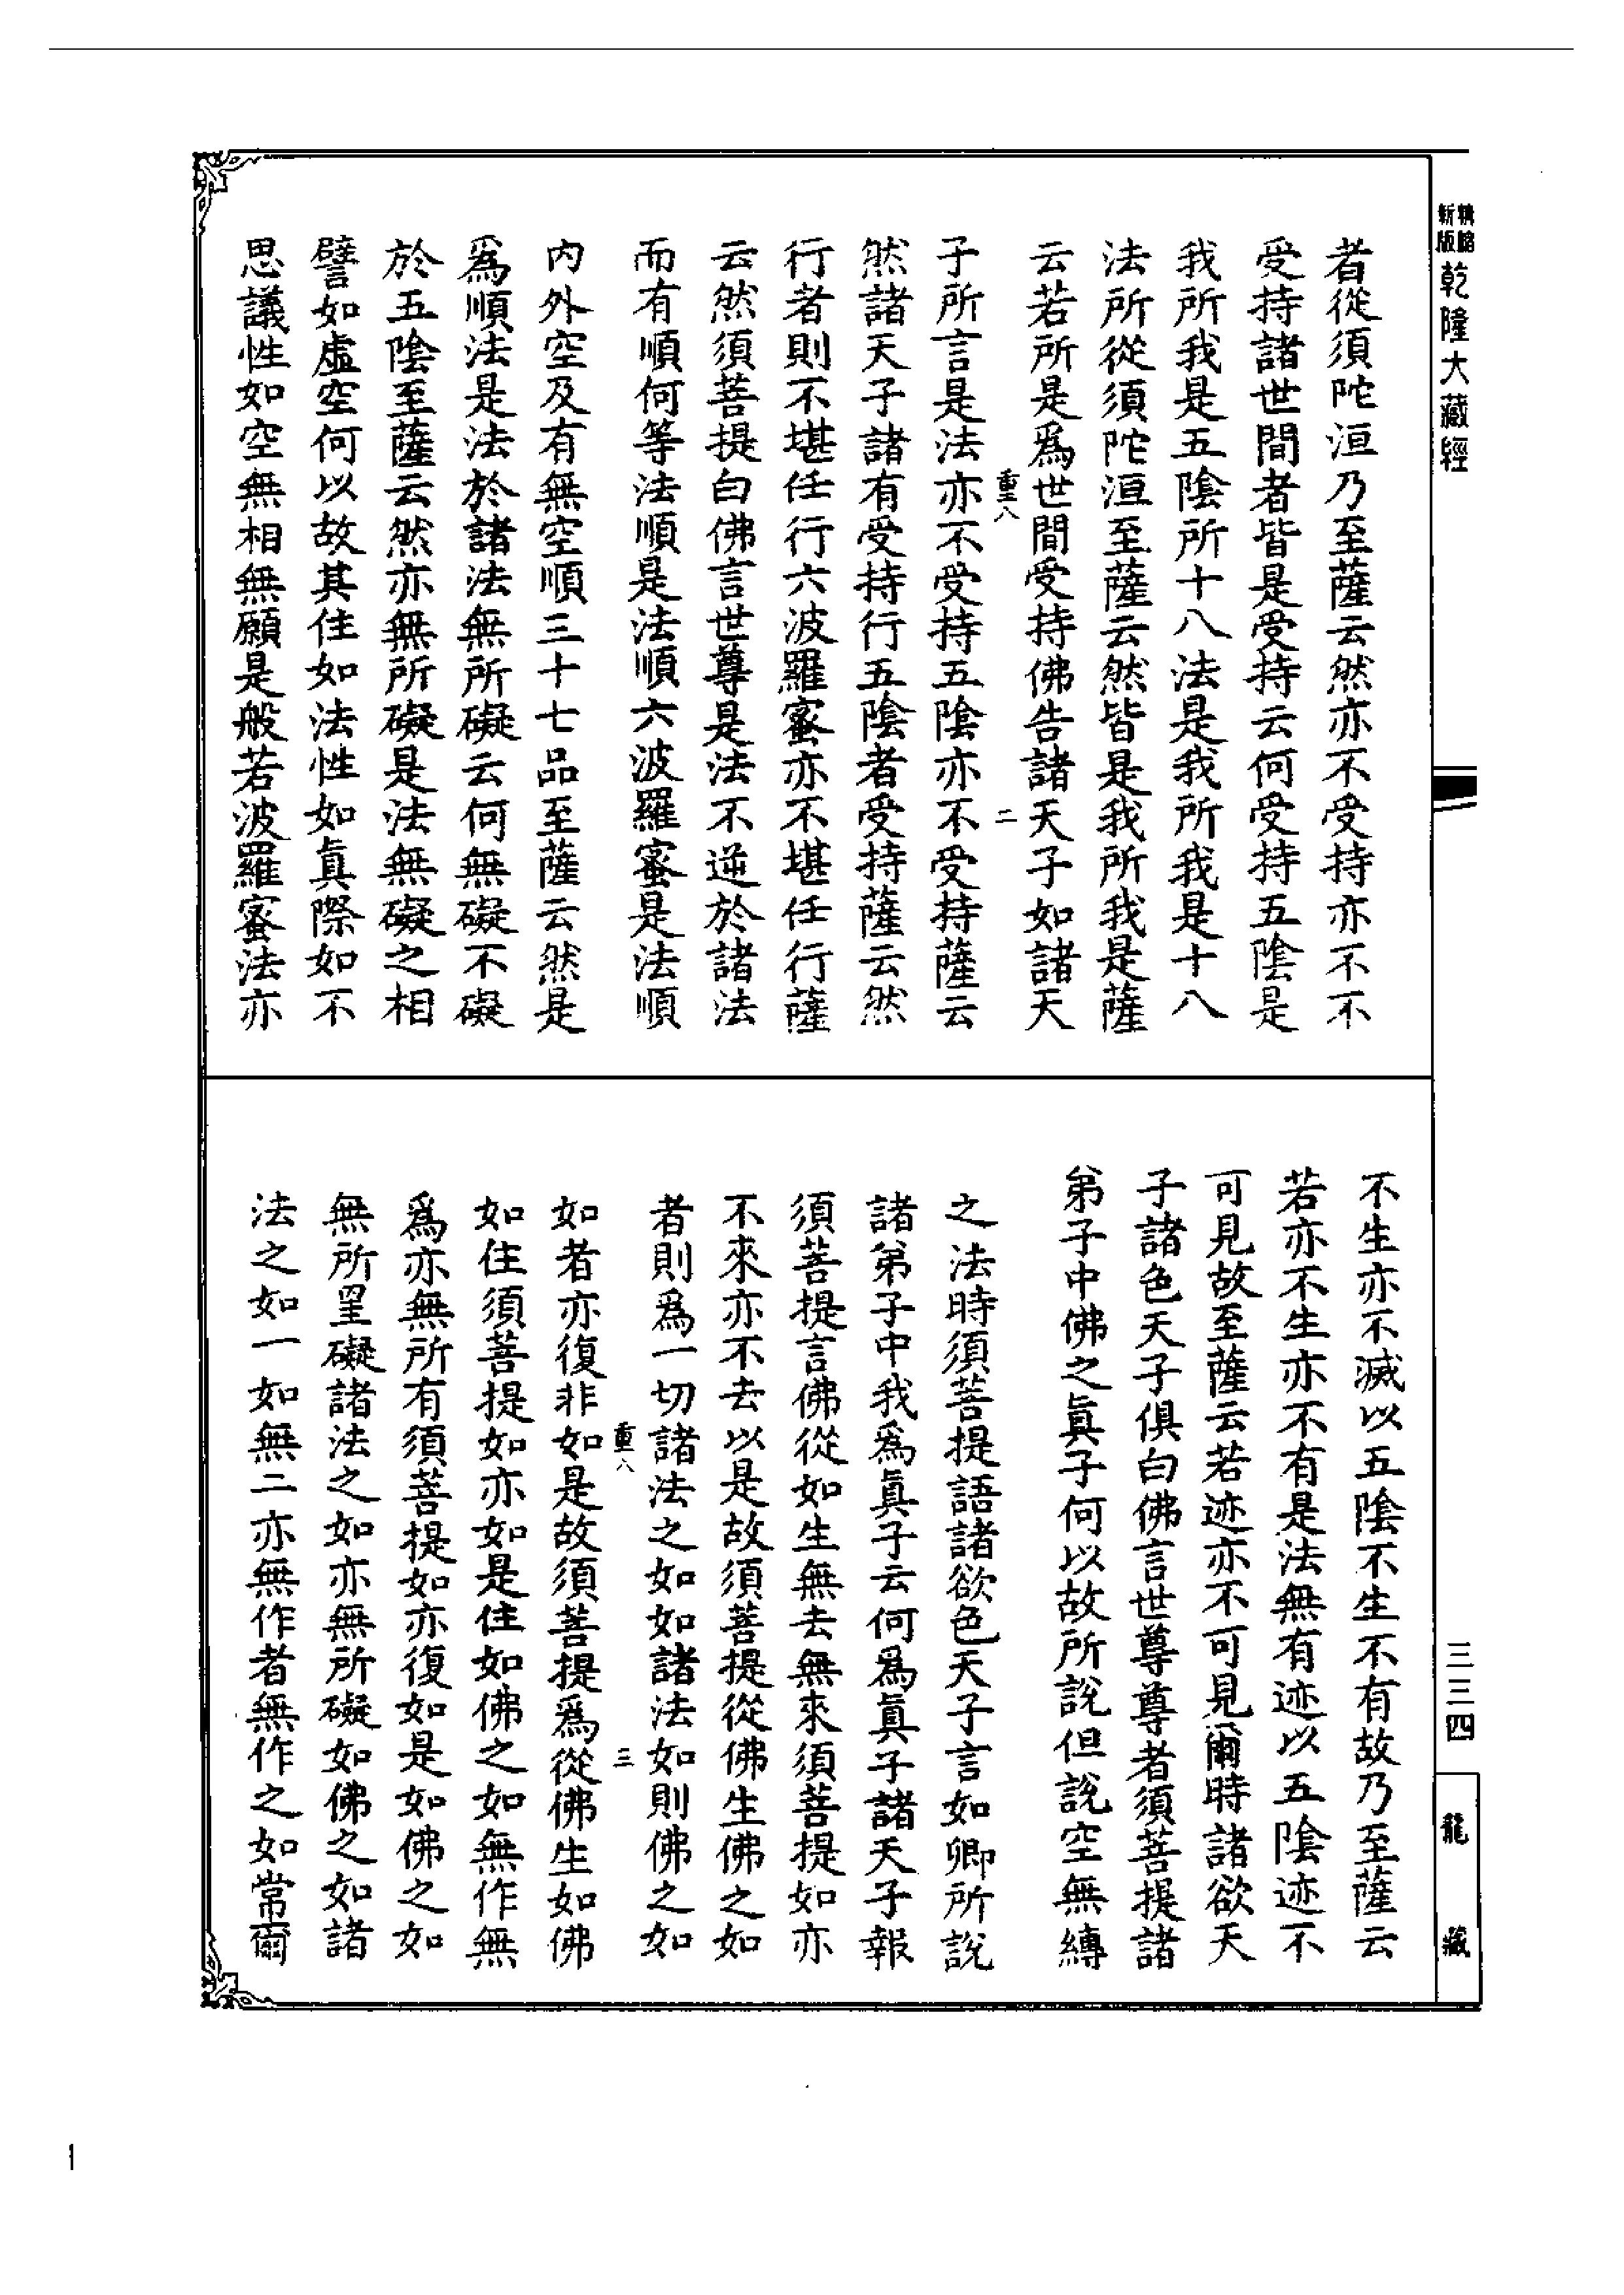 新版
乾隆大藏經
者從須陀洹乃至薩云然亦不受持亦不不
受持諸世間者皆是受持云何受持五陰是
我所我是五陰所十八法是我所我是十八
法所從須陀洹至薩云然皆是我所我是薩
云若所是爲世間受持佛告諸天子如諸天
重八
二
子所言是法亦不受持五陰亦不受持薩云
然諸天子諸有受持行五陰者受持薩云然
行者則不堪任行六波羅蜜亦不堪任行薩
云然須菩提白佛言世尊是法不逆於諸法
而有順何等法順是法順六波羅蜜是法順
內外空及有無空順三十七品至薩云然是
爲順法是法於諸法無所礙云何無礙不礙
於五陰至薩云然亦無所礙是法無礙之相
譬如虛空何以故其住如法性如真際如不
思議性如空無相無願是般若波羅蜜法亦
不生亦不滅以五陰不生不有故乃至薩云
若亦不生亦不有是法無有迹以五陰迹不
可見故至薩云若迹亦不可見爾時諸欲天
子諸色天子俱白佛言世尊尊者須菩提諸
弟子中佛之真子何以故所說但說空無縳
之法時須菩提語諸欲色天子言如卿所說
諸弟子中我爲真子云何爲真子諸天子報
須菩提言佛從如生無去無來須菩提如亦
不來亦不去以是故須菩提從佛生佛之如
者則爲一切諸法之如如諸法如則佛之如
重八
三
如者亦復非如是故須菩提爲從佛生如佛
如住須菩提如亦如是住如佛之如無作無
爲亦無所有須菩提如亦復如是如佛之如
無所罣礙諸法之如亦無所礙如佛之如諸
法之如一如無二亦無作者無作之如常爾
三三四
龍藏